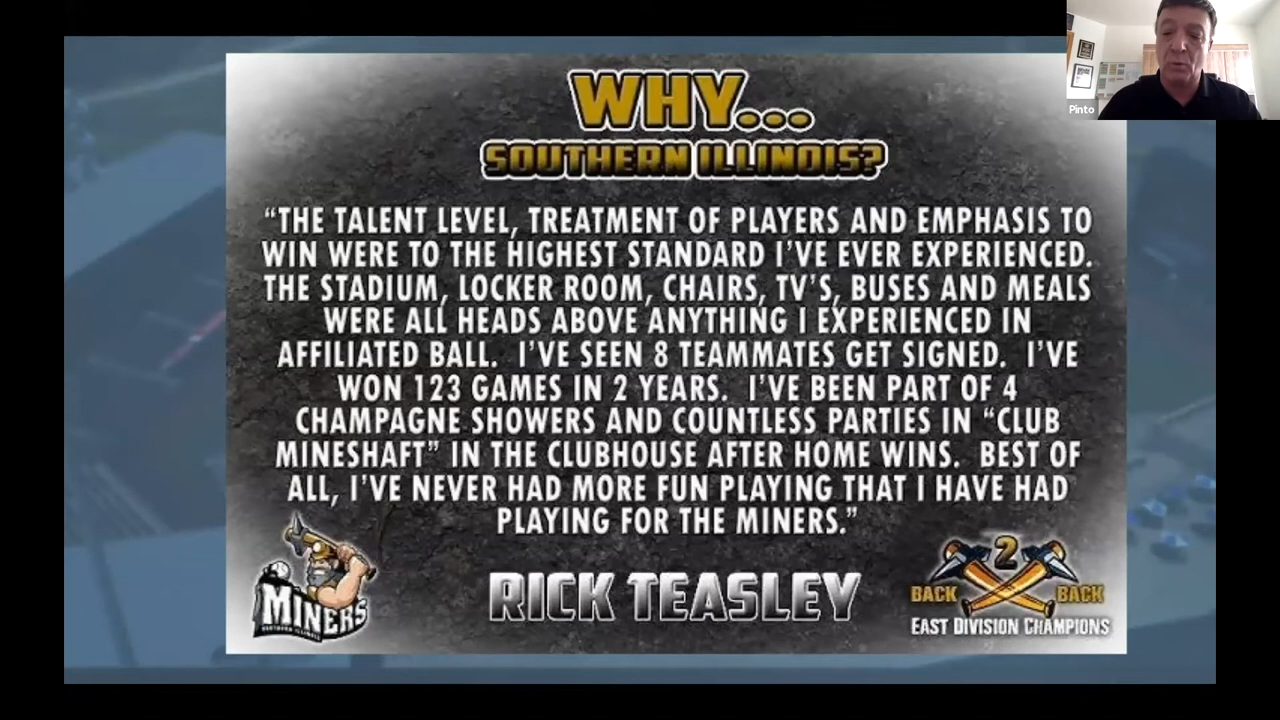 WHY...
SOUTHERN ILLINOIS?
“THE TALENT LEVEL, TREATMENT OF PLAYERS AND EMPHASIS TO
WIN WERE TO THE HIGHEST STANDARD I’VE EVER EXPERIENCED.
THE STADIUM, LOCKER ROOM, CHAIRS, TV’S, BUSES AND MEALS
WERE ALL HEADS ABOVE ANYTHING I EXPERIENCED IN
AFFILIATED BALL. I’VE SEEN 8 TEAMMATES GET SIGNED. I’VE
WON 123 GAMES IN 2 YEARS. I’VE BEEN PART OF 4
CHAMPAGNE SHOWERS AND COUNTLESS PARTIES IN “CLUB
MINESHAFT” IN THE CLUBHOUSE AFTER HOME WINS. BEST OF
ALL, I’VE NEVER HAD MORE FUN PLAYING THAT I HAVE HAD
PLAYING FOR THE MINERS.”
MINERS
SOUTHERN ILLINOIS
RICK TEASLEY
2
BACK BACK
EAST DIVISION CHAMPIONS
Pinto